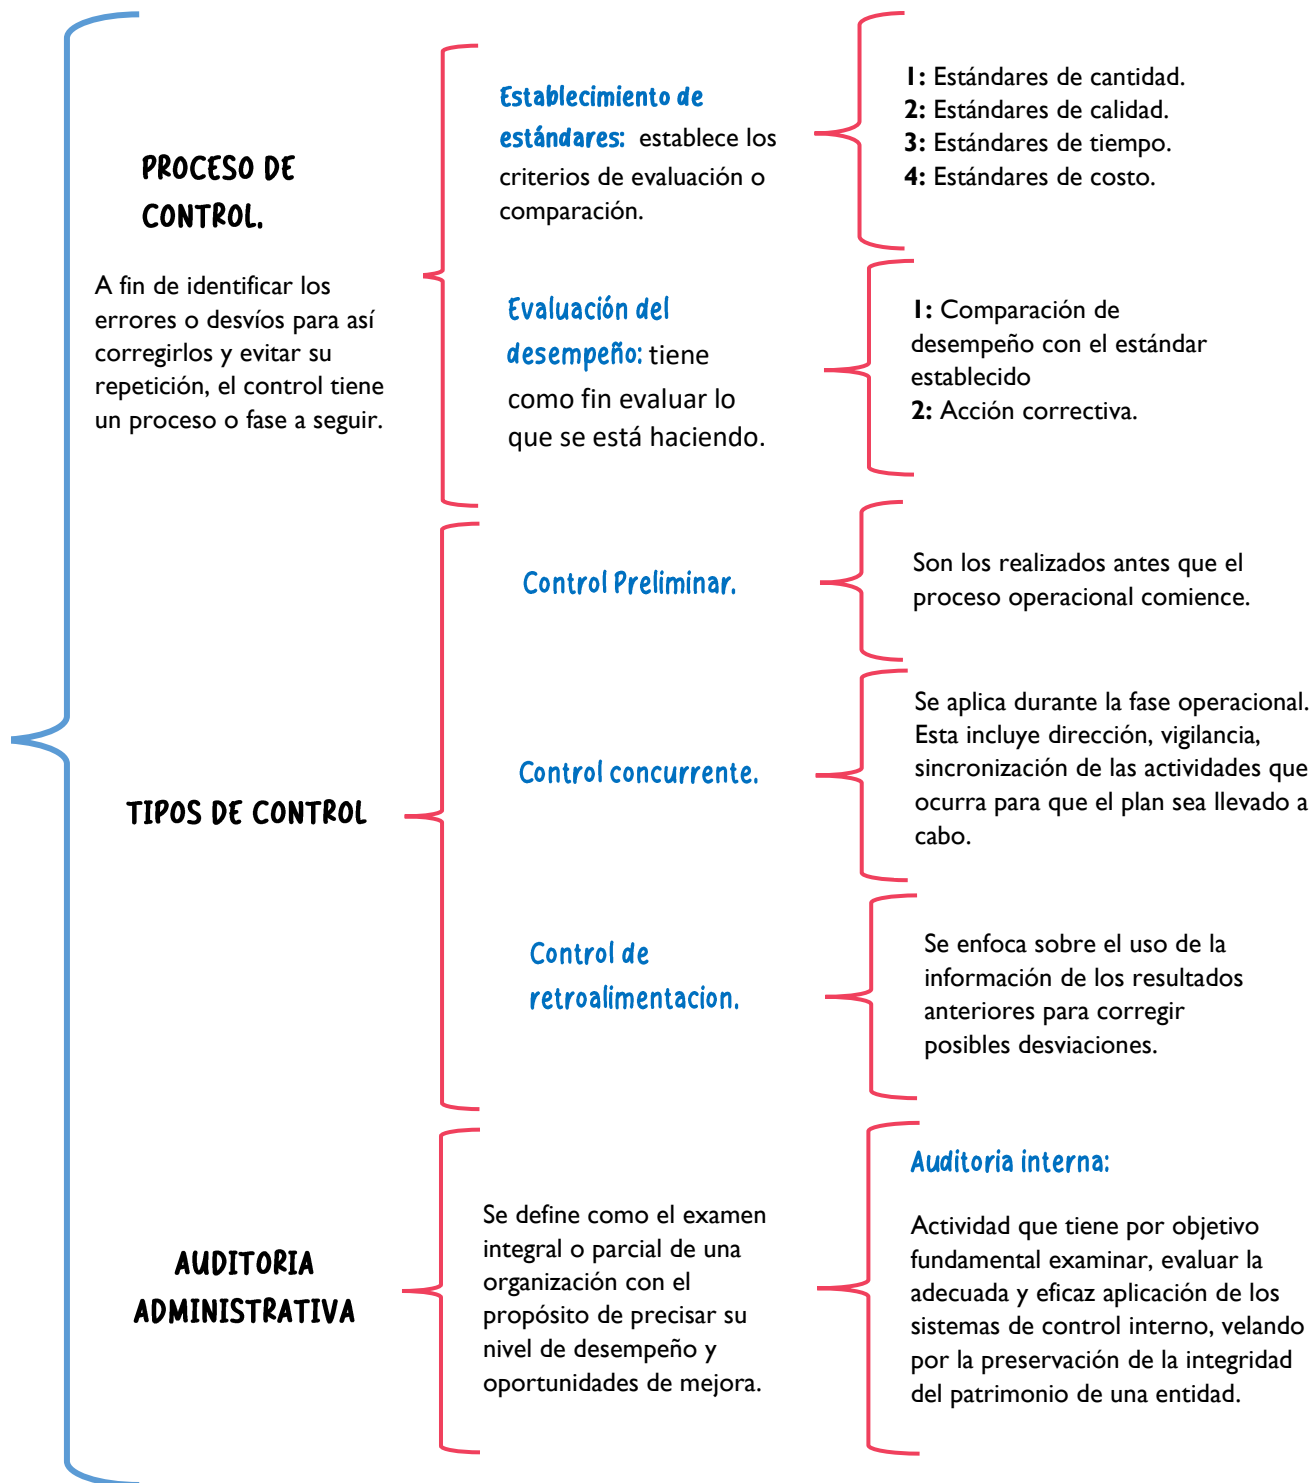 PROCESO DE
CONTROL.
A fin de identificar los
errores o desvíos para así
corregirlos y evitar su
repetición, el control tiene
un proceso o fase a seguir.
Establecimiento de
estándares: establece los
criterios de evaluación o
comparación.
1: Estándares de cantidad.
2: Estándares de calidad.
3: Estándares de tiempo.
4: Estándares de costo.
Evaluación del
desempeño: tiene
como fin evaluar lo
que se está haciendo.
1: Comparación de
desempeño con el estándar
establecido
2: Acción correctiva.
TIPOS DE CONTROL
Control Preliminar.
Son los realizados antes que el
proceso operacional comience.
Control concurrente.
Se aplica durante la fase operacional.
Esta incluye dirección, vigilancia,
sincronización de las actividades que
ocurra para que el plan sea llevado a
cabo.
Control de
retroalimentacion.
Se enfoca sobre el uso de la
información de los resultados
anteriores para corregir
posibles desviaciones.
AUDITORIA
ADMINISTRATIVA
Se define como el examen
integral o parcial de una
organización con el
propósito de precisar su
nivel de desempeño y
oportunidades de mejora.
Auditoria interna:
Actividad que tiene por objetivo
fundamental examinar, evaluar la
adecuada y eficaz aplicación de los
sistemas de control interno, velando
por la preservación de la integridad
del patrimonio de una entidad.